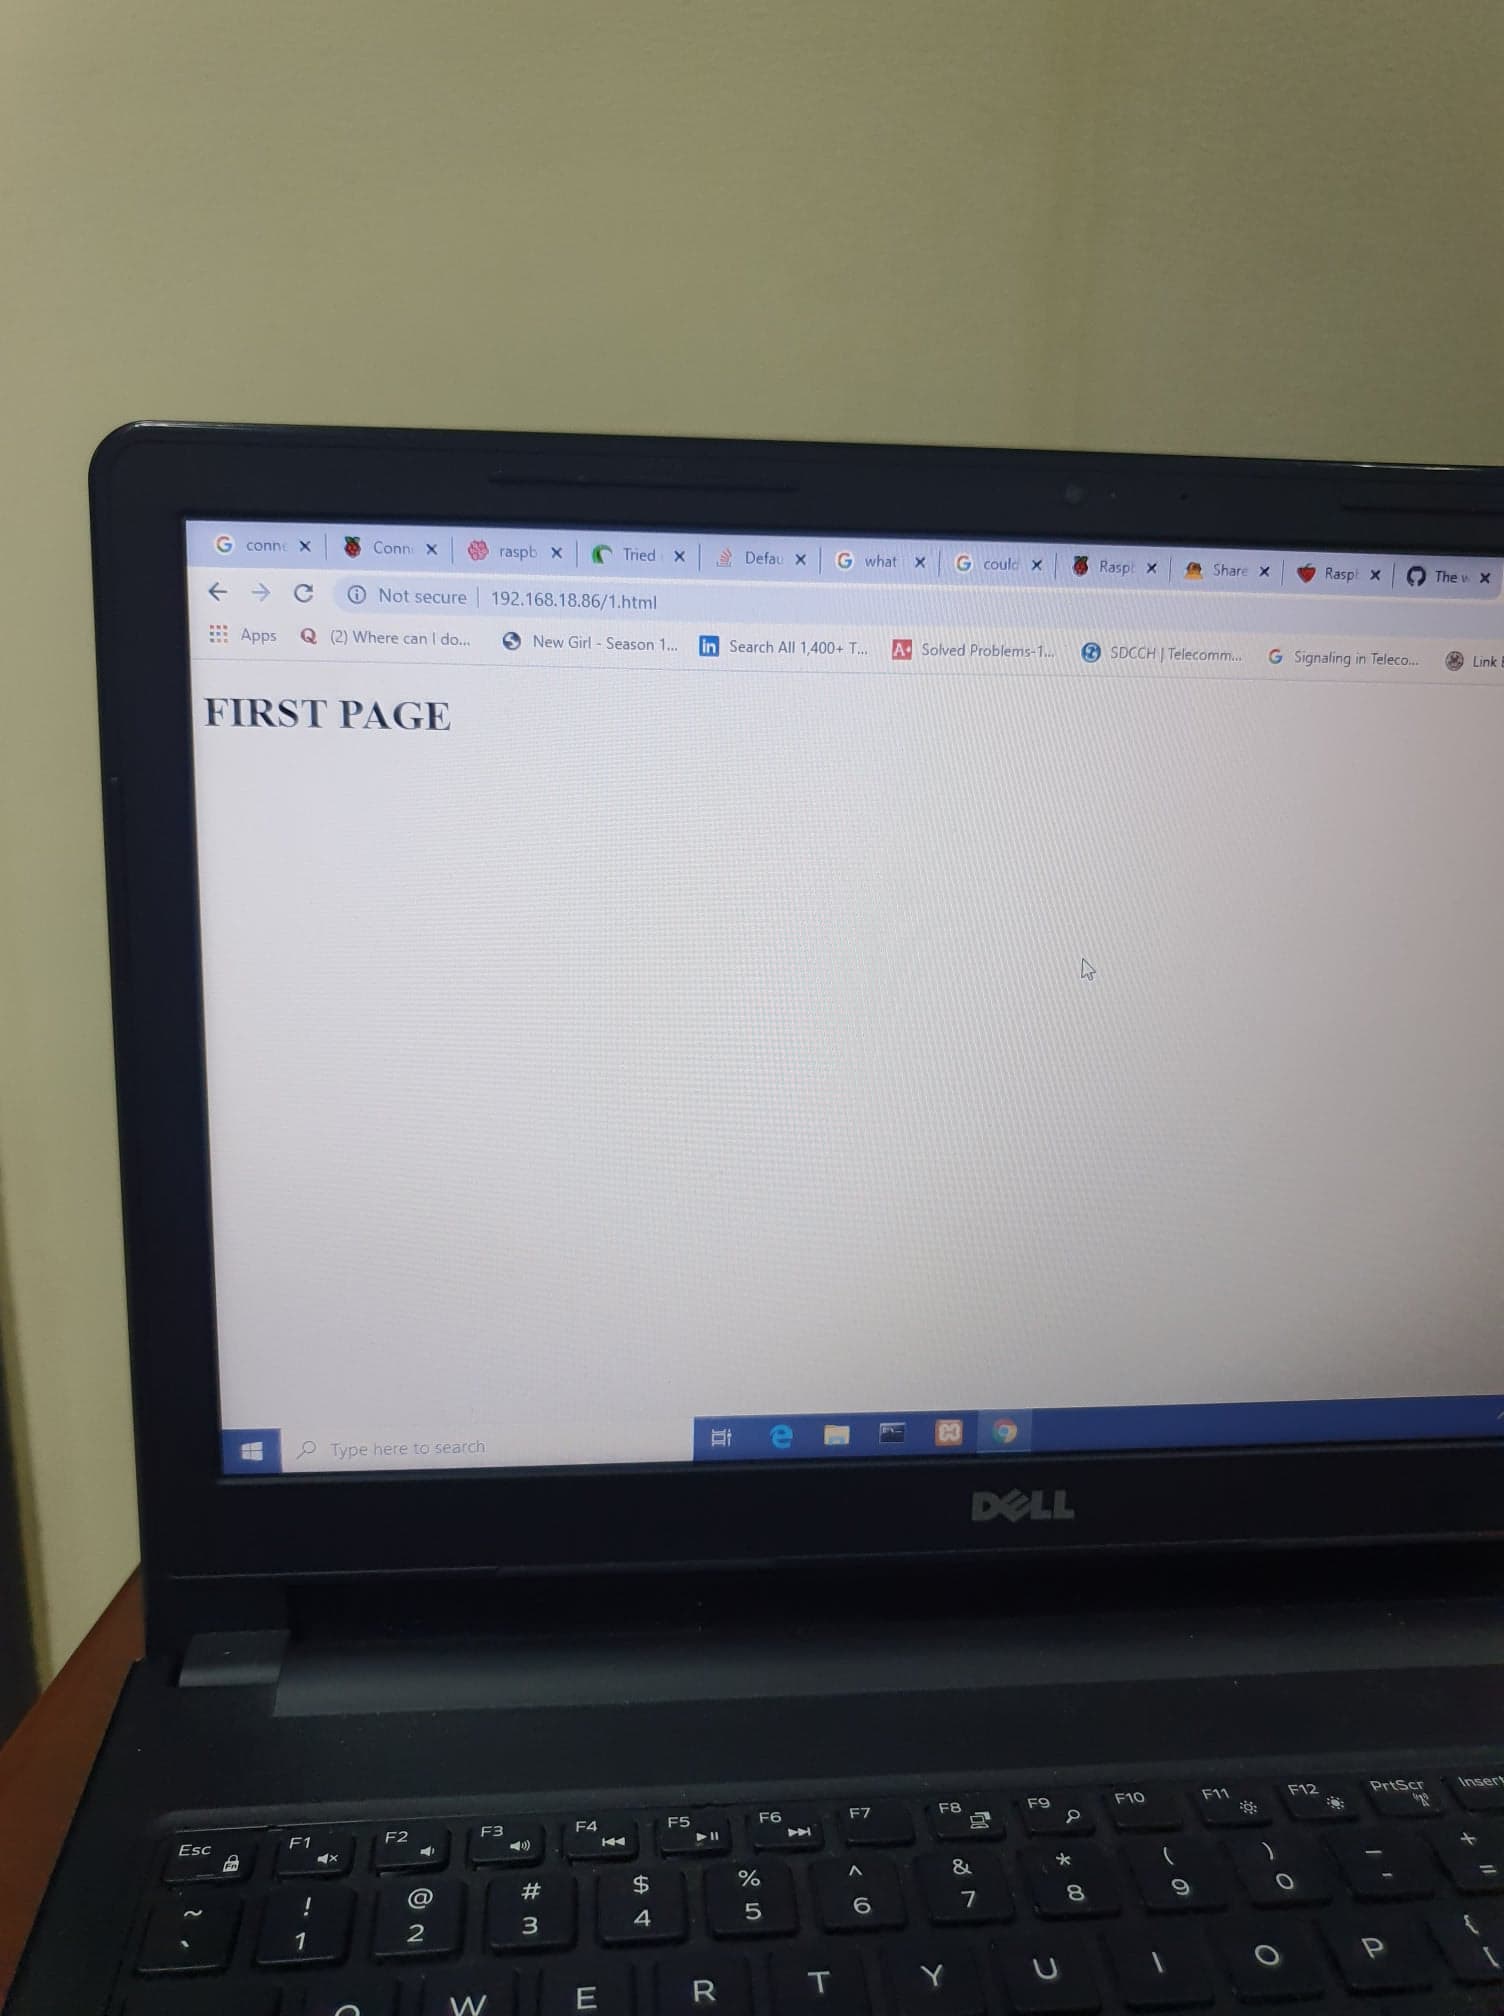 conne
Conn
raspb
Tried
Defau
what
could
Raspl
Share
Raspl
The w
Not secure | 192.168.18.86/1.html
Apps
(2) Where can I do...
New Girl - Season 1...
in Search All 1,400+ T...
A+ Solved Problems-1...
SDCCH | Telecomm...
Signaling in Teleco...
Link
FIRST PAGE
Type here to search
DELL
Esc F1 F2 F3 F4 F5 F6 F7 F8 F9 F10 F11 F12 PrtScr Insert
Fn
~ ! @ # $ % ^ & * ( ) _ +
` 1 2 3 4 5 6 7 8 9 0 - =
W E R T Y U I O P { [